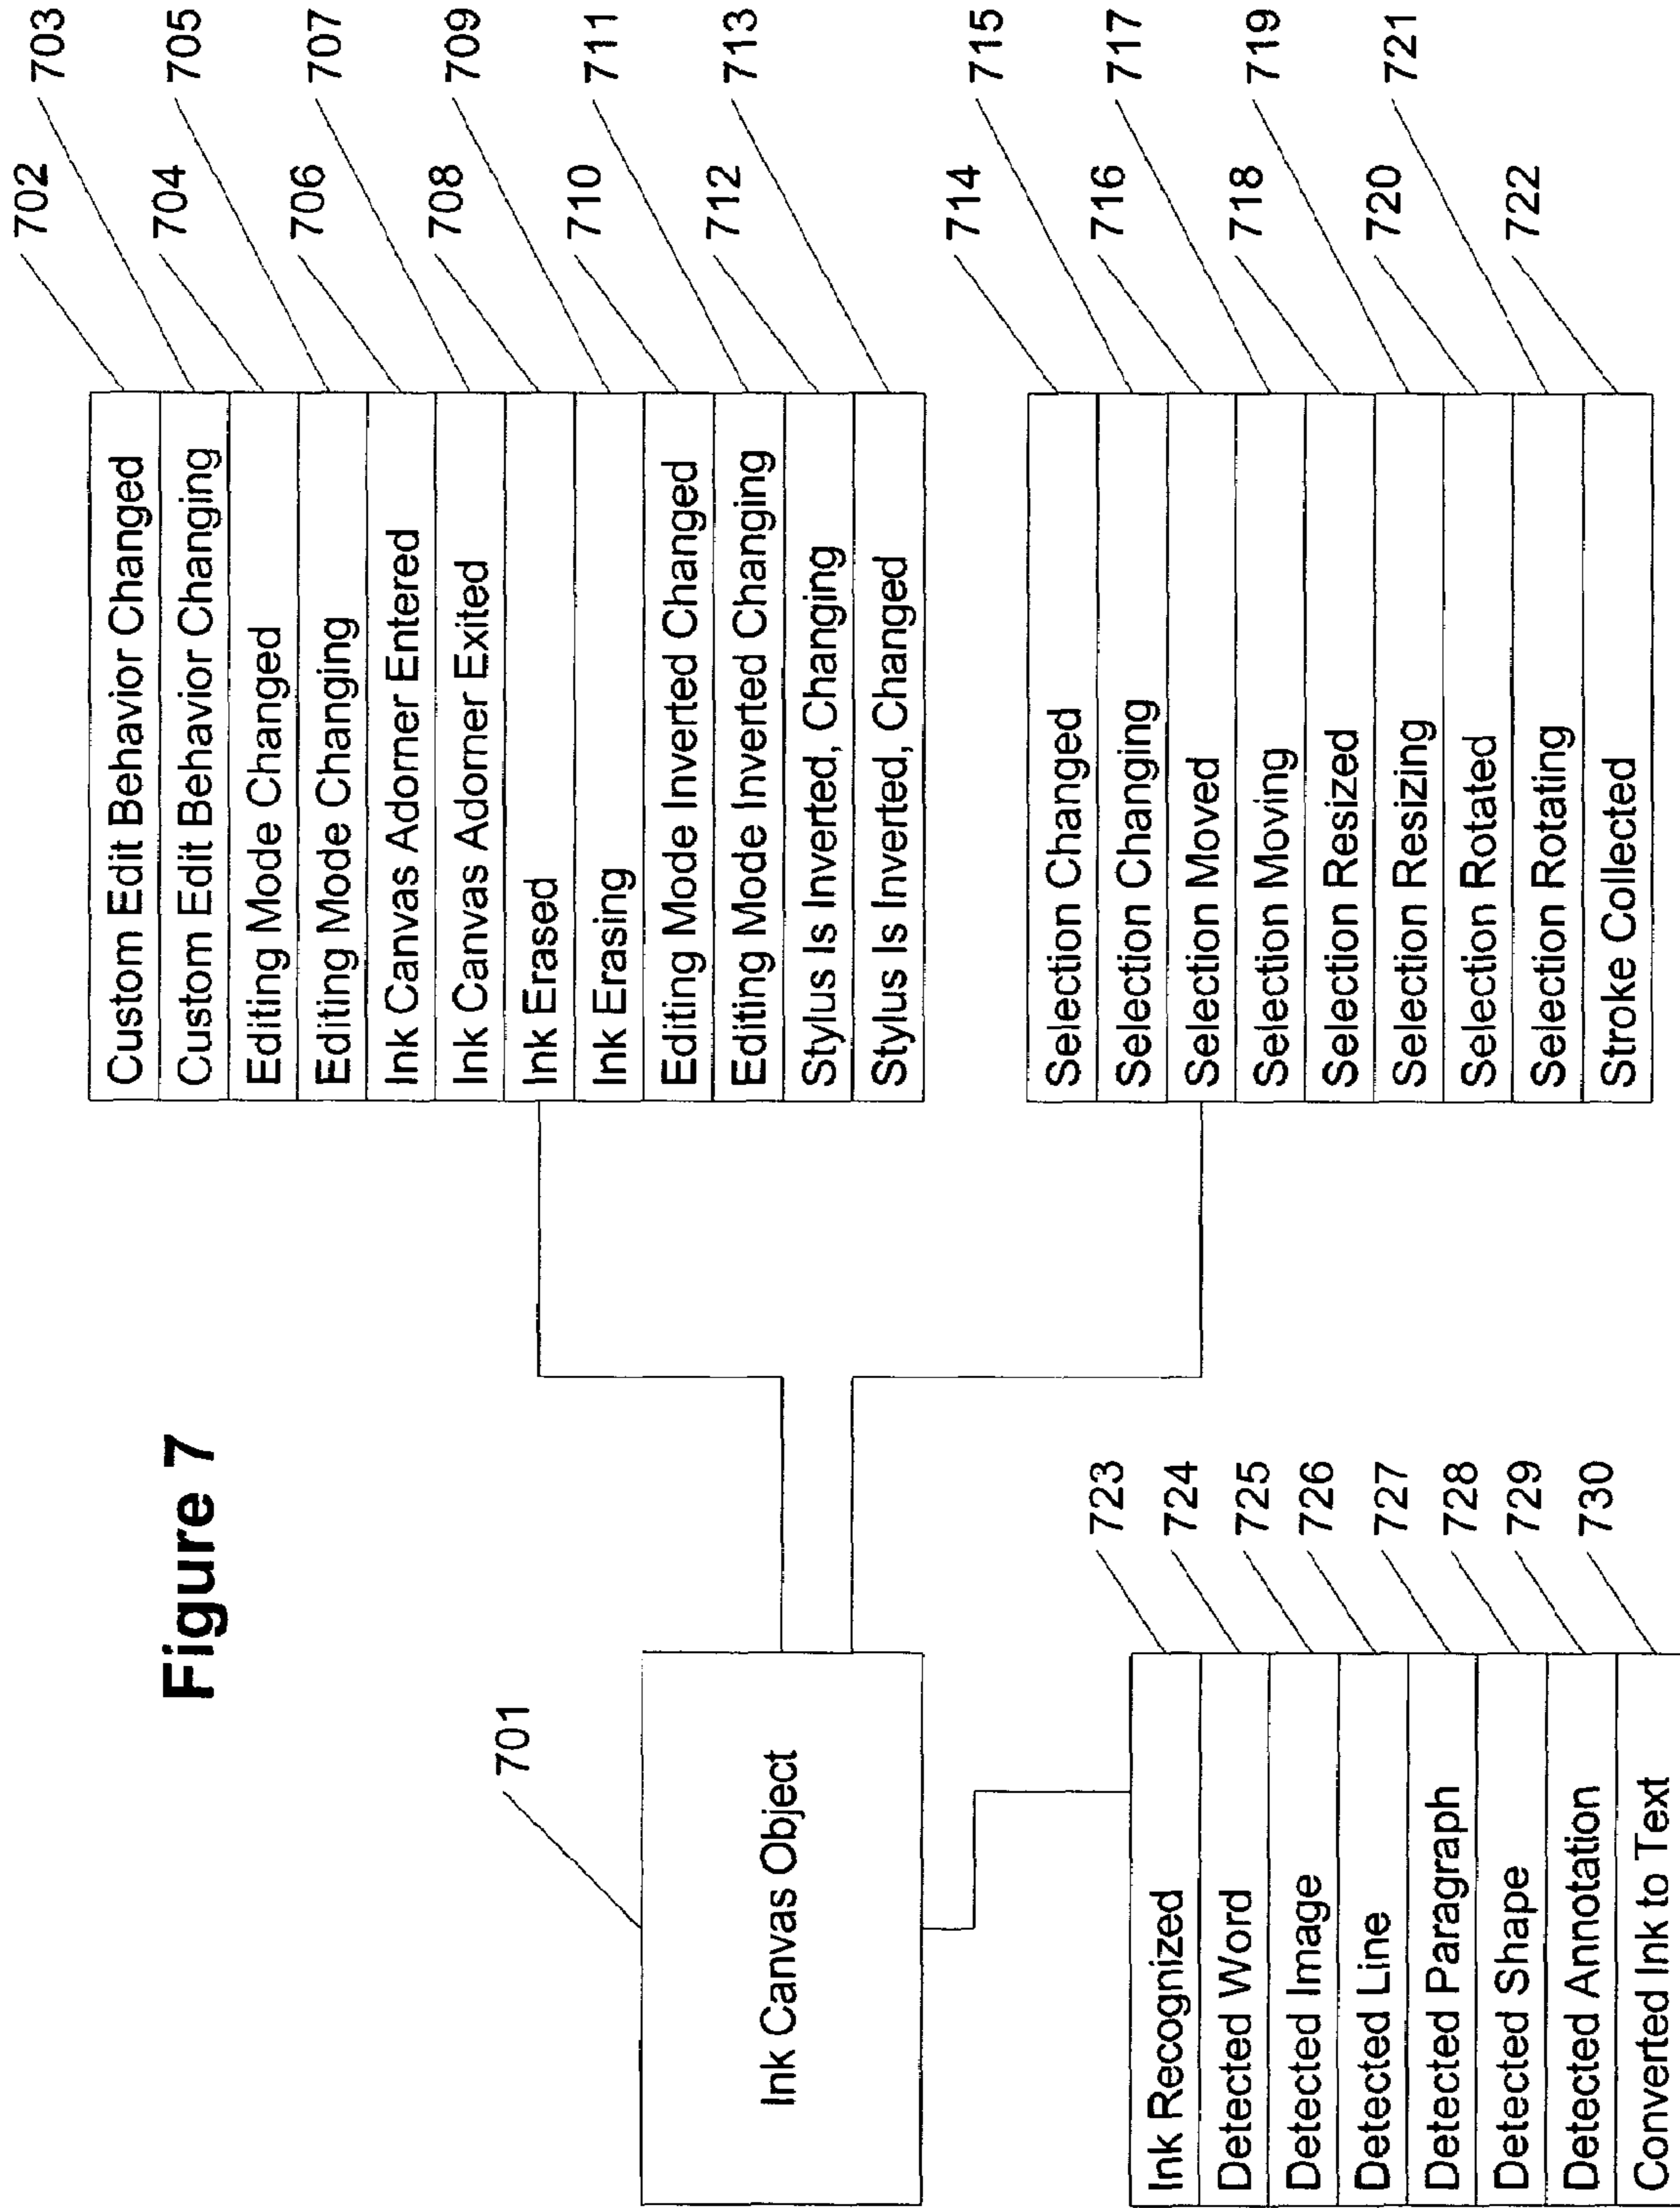 Figure 7
701
Ink Canvas Object
Custom Edit Behavior Changed 702
Custom Edit Behavior Changing 703
Editing Mode Changed 704
Editing Mode Changing 705
Ink Canvas Adorner Entered 706
Ink Canvas Adorner Exited 707
Ink Erased 708
Ink Erasing 709
Editing Mode Inverted Changed 710
Editing Mode Inverted Changing 711
Stylus Is Inverted, Changing 712
Stylus Is Inverted, Changed 713
Selection Changed 714
Selection Changing 715
Selection Moved 716
Selection Moving 717
Selection Resized 718
Selection Resizing 719
Selection Rotated 720
Selection Rotating 721
Stroke Collected 722
Ink Recognized 723
Detected Word 724
Detected Image 725
Detected Line 726
Detected Paragraph 727
Detected Shape 728
Detected Annotation 729
Converted Ink to Text 730